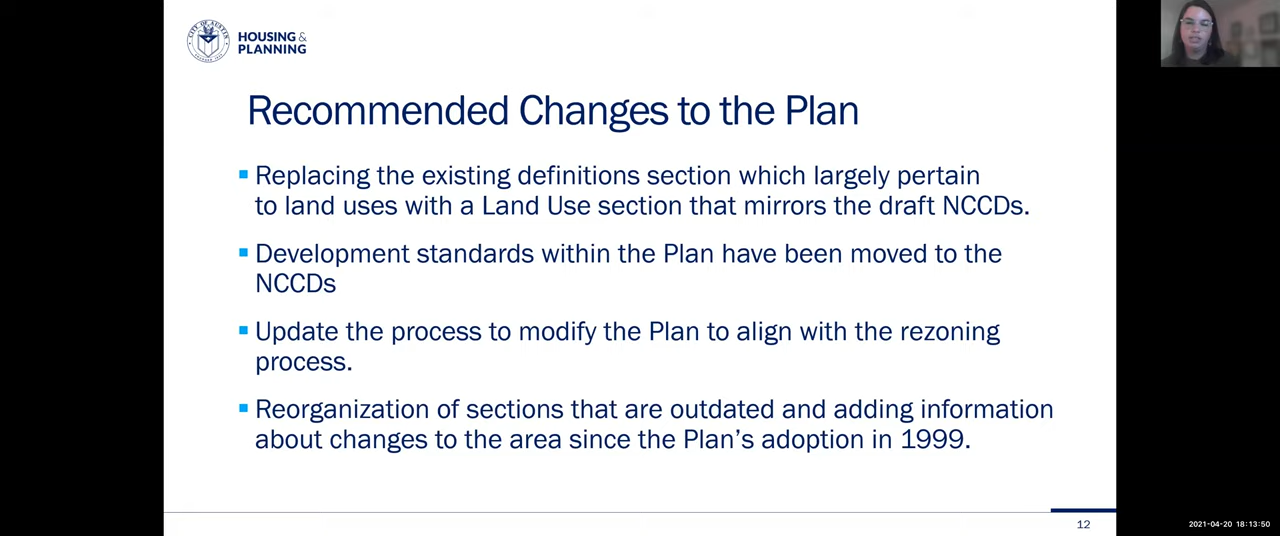 CITY OF AUSTIN
HOUSING &
PLANNING
Recommended Changes to the Plan
Replacing the existing definitions section which largely pertain
to land uses with a Land Use section that mirrors the draft NCCDs.
Development standards within the Plan have been moved to the
NCCDs
Update the process to modify the Plan to align with the rezoning
process.
Reorganization of sections that are outdated and adding information
about changes to the area since the Plan's adoption in 1999.
12
2021-04-20 18:13:50